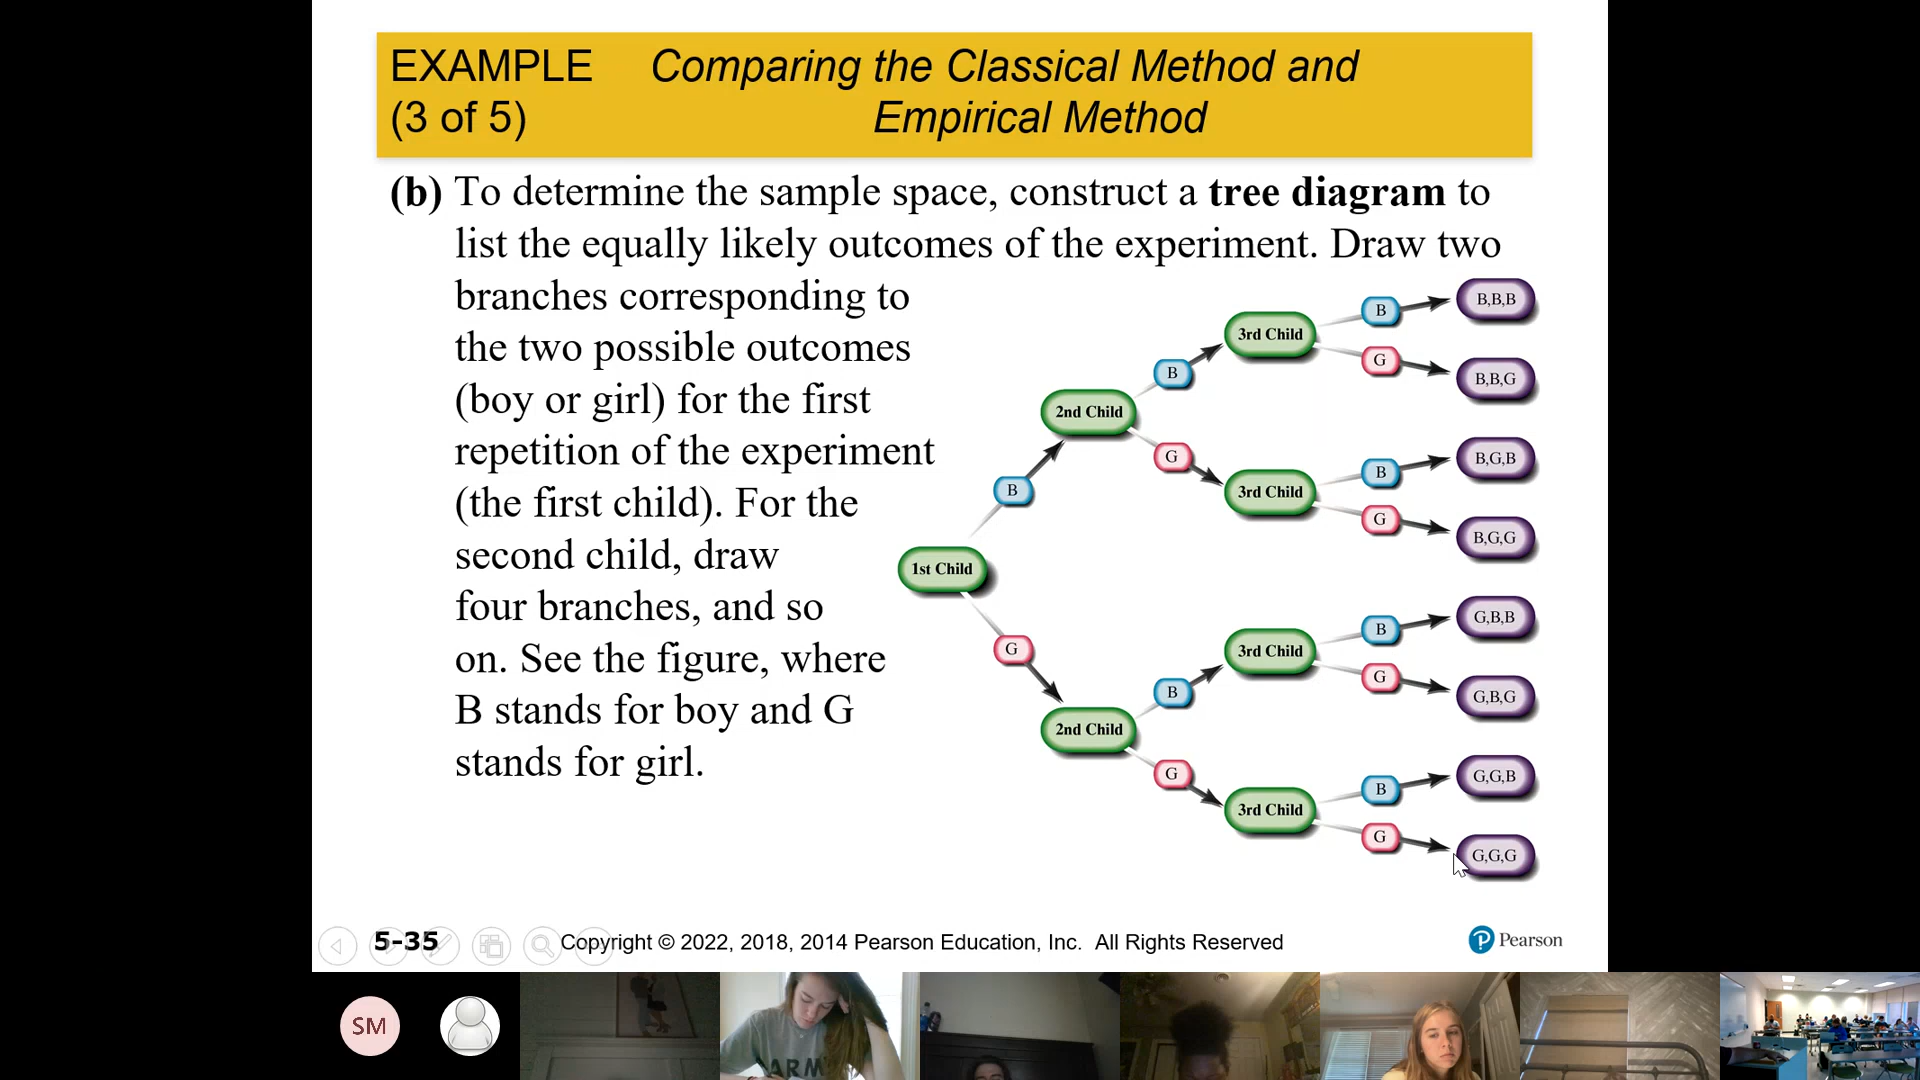 EXAMPLE Comparing the Classical Method and
(3 of 5) Empirical Method
(b) To determine the sample space, construct a tree diagram to
list the equally likely outcomes of the experiment. Draw two
branches corresponding to
the two possible outcomes
(boy or girl) for the first
repetition of the experiment
(the first child). For the
second child, draw
four branches, and so
on. See the figure, where
B stands for boy and G
stands for girl.
1st Child
B
G
2nd Child
B
G
2nd Child
B
G
3rd Child
B
G
3rd Child
B
G
3rd Child
B
G
3rd Child
B
G
B,B,B
B,B,G
B,G,B
B,G,G
G,B,B
G,B,G
G,G,B
G,G,G
5-35
Copyright © 2022, 2018, 2014 Pearson Education, Inc. All Rights Reserved
P Pearson
SM
ARM